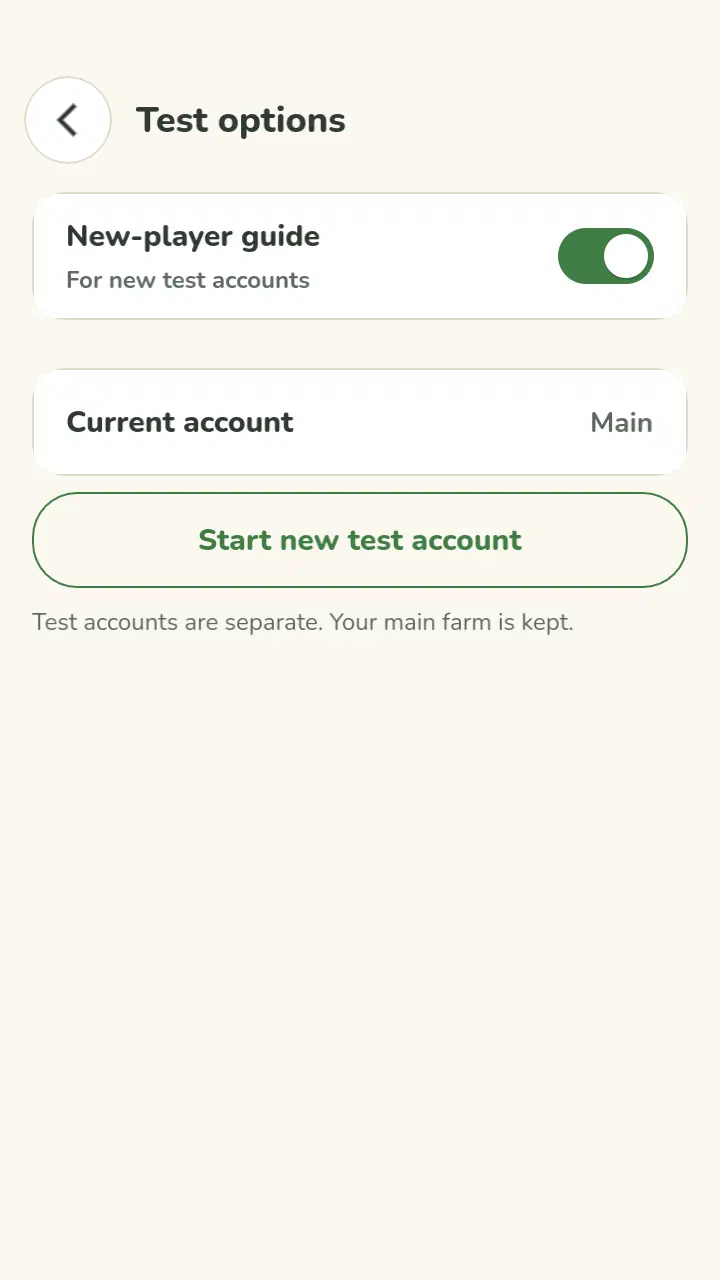 Test options
New-player guide
For new test accounts
Current account
Main
Start new test account
Test accounts are separate. Your main farm is kept.